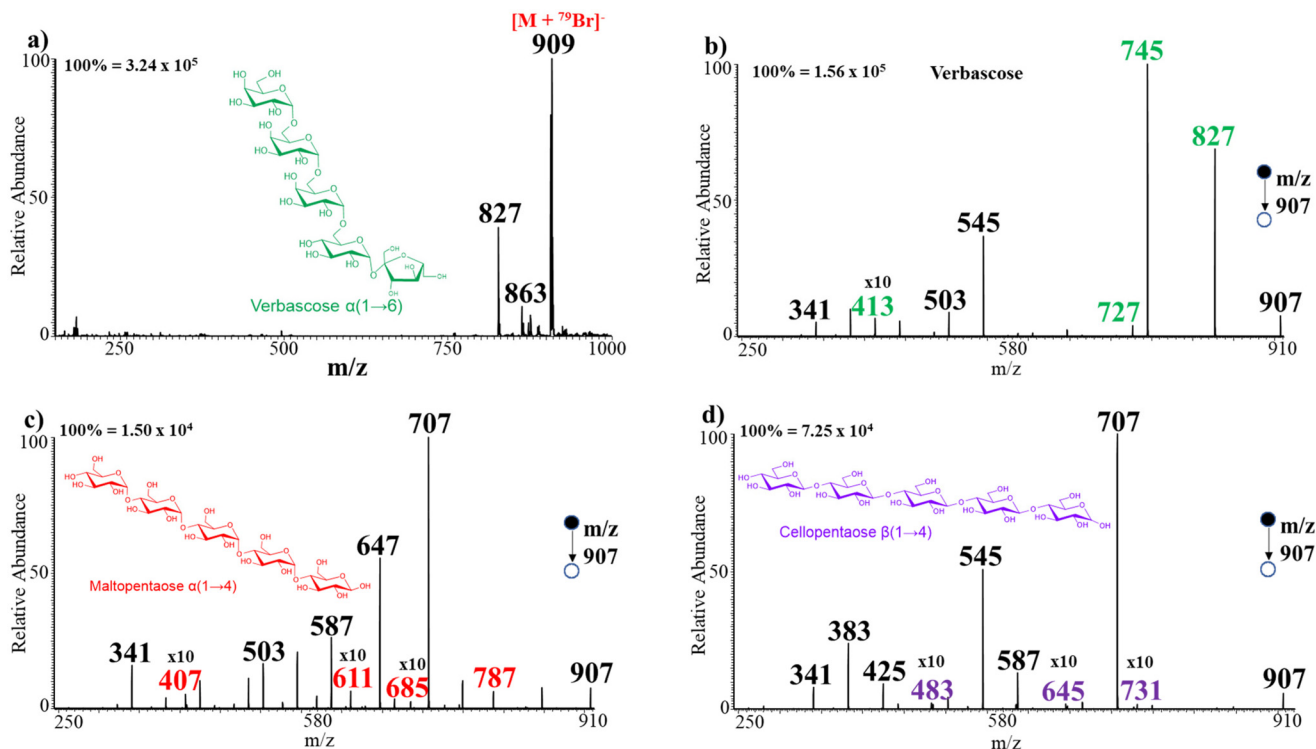 a)
[M + ⁷⁹Br]⁻
909
100
100% = 3.24 x 10⁵
50
827
863
Verbascose α(1→6)
0
250
500
750
1000
Relative Abundance
m/z
b)
745
100
100% = 1.56 x 10⁵
Verbascose
827
50
545
m/z
907
x10
341
413
503
727
907
0
250
580
910
Relative Abundance
m/z
c)
707
100
100% = 1.50 x 10⁴
647
m/z
907
Maltopentaose α(1→4)
50
587
341
x10
407
503
x10
611
x10
685
787
907
0
250
580
910
Relative Abundance
m/z
d)
707
100
100% = 7.25 x 10⁴
Cellopentaose β(1→4)
m/z
907
545
50
383
341
425
x10
483
587
x10
645
x10
731
907
0
250
580
910
Relative Abundance
m/z